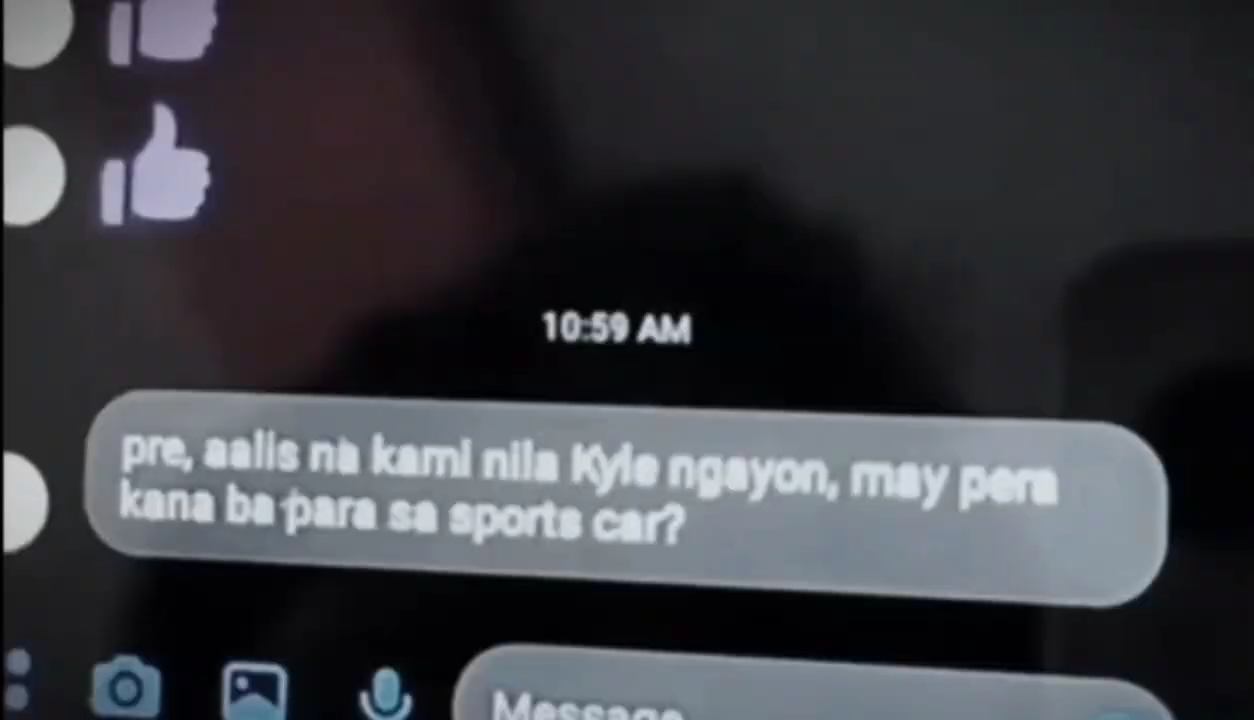 10:59 AM
pre, aalis na kami nila Kyle ngayon, may pera
kana ba para sa sports car?
Message